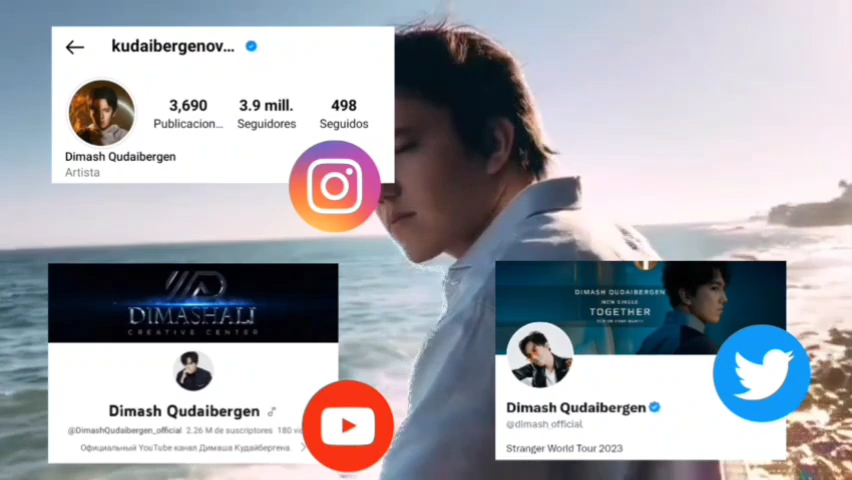 kudaibergenov...
3,690 3.9 mill. 498
Publicacion... Seguidores Seguidos
Dimash Qudaibergen
Artista
DIMASHALI
CREATIVE CENTER
Dimash Qudaibergen
@DimashQudaibergen_official 2.26 M de suscriptores 180
Официальный YouTube канал Димаша Кудайбергена.
DIMASH QUDAIBERGEN
NEW SINGLE
TOGETHER
Dimash Qudaibergen
@dimash_official
Stranger World Tour 2023